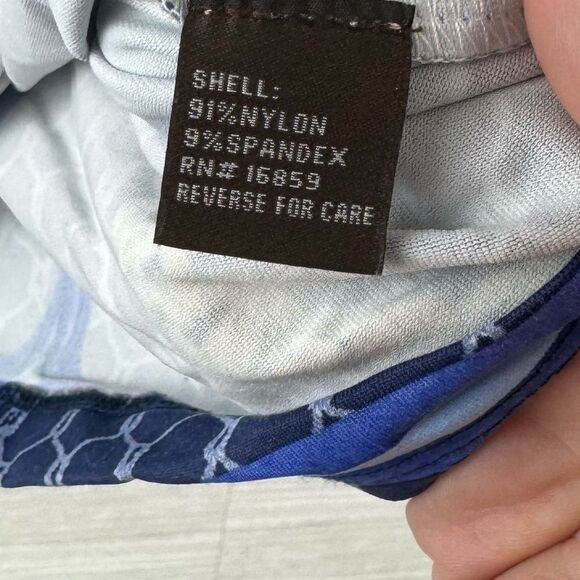 SHELL:
91%NYLON
9%SPANDEX
RN# 16859
REVERSE FOR CARE